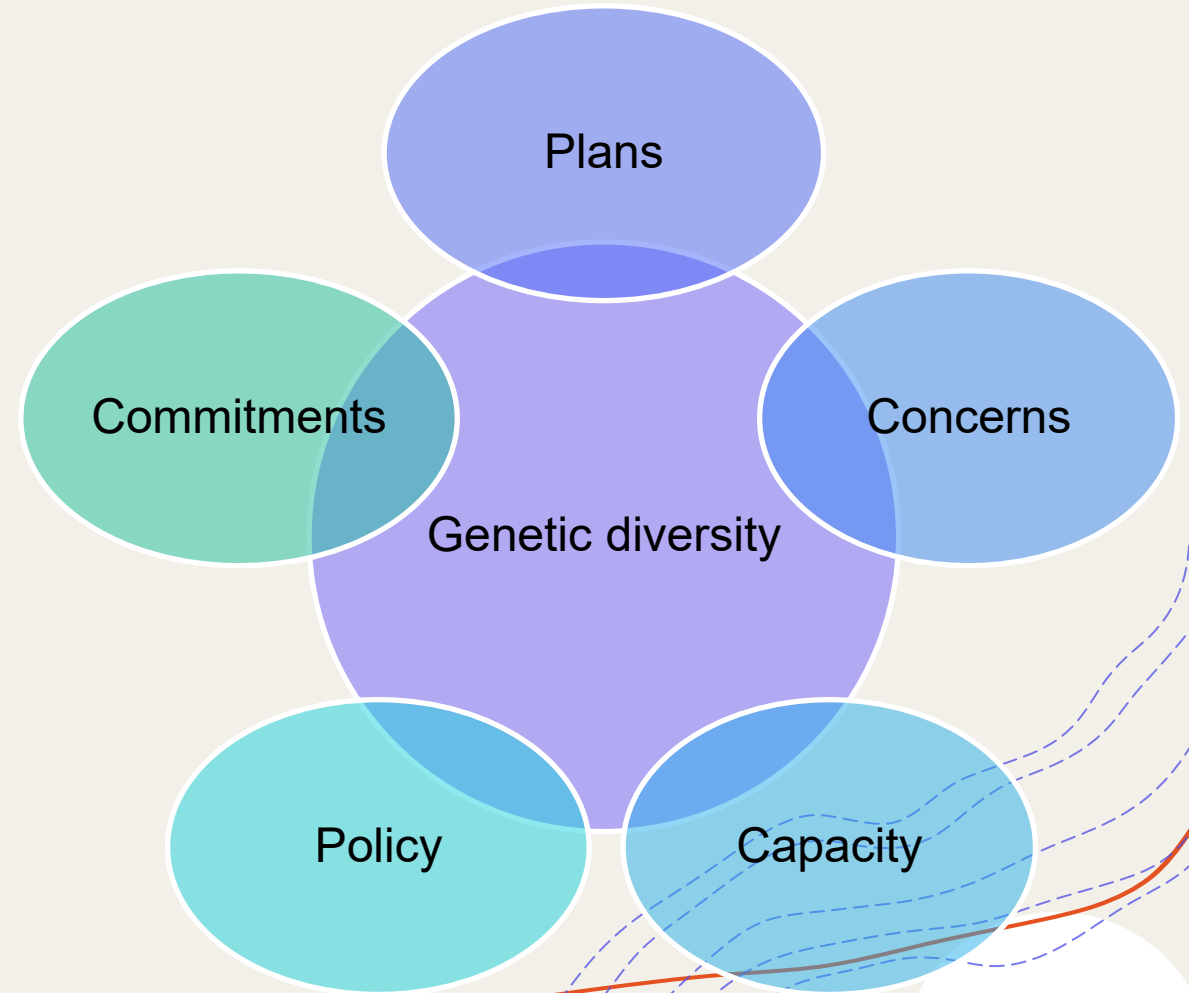 Plans
Commitments
Concerns
Genetic diversity
Policy
Capacity